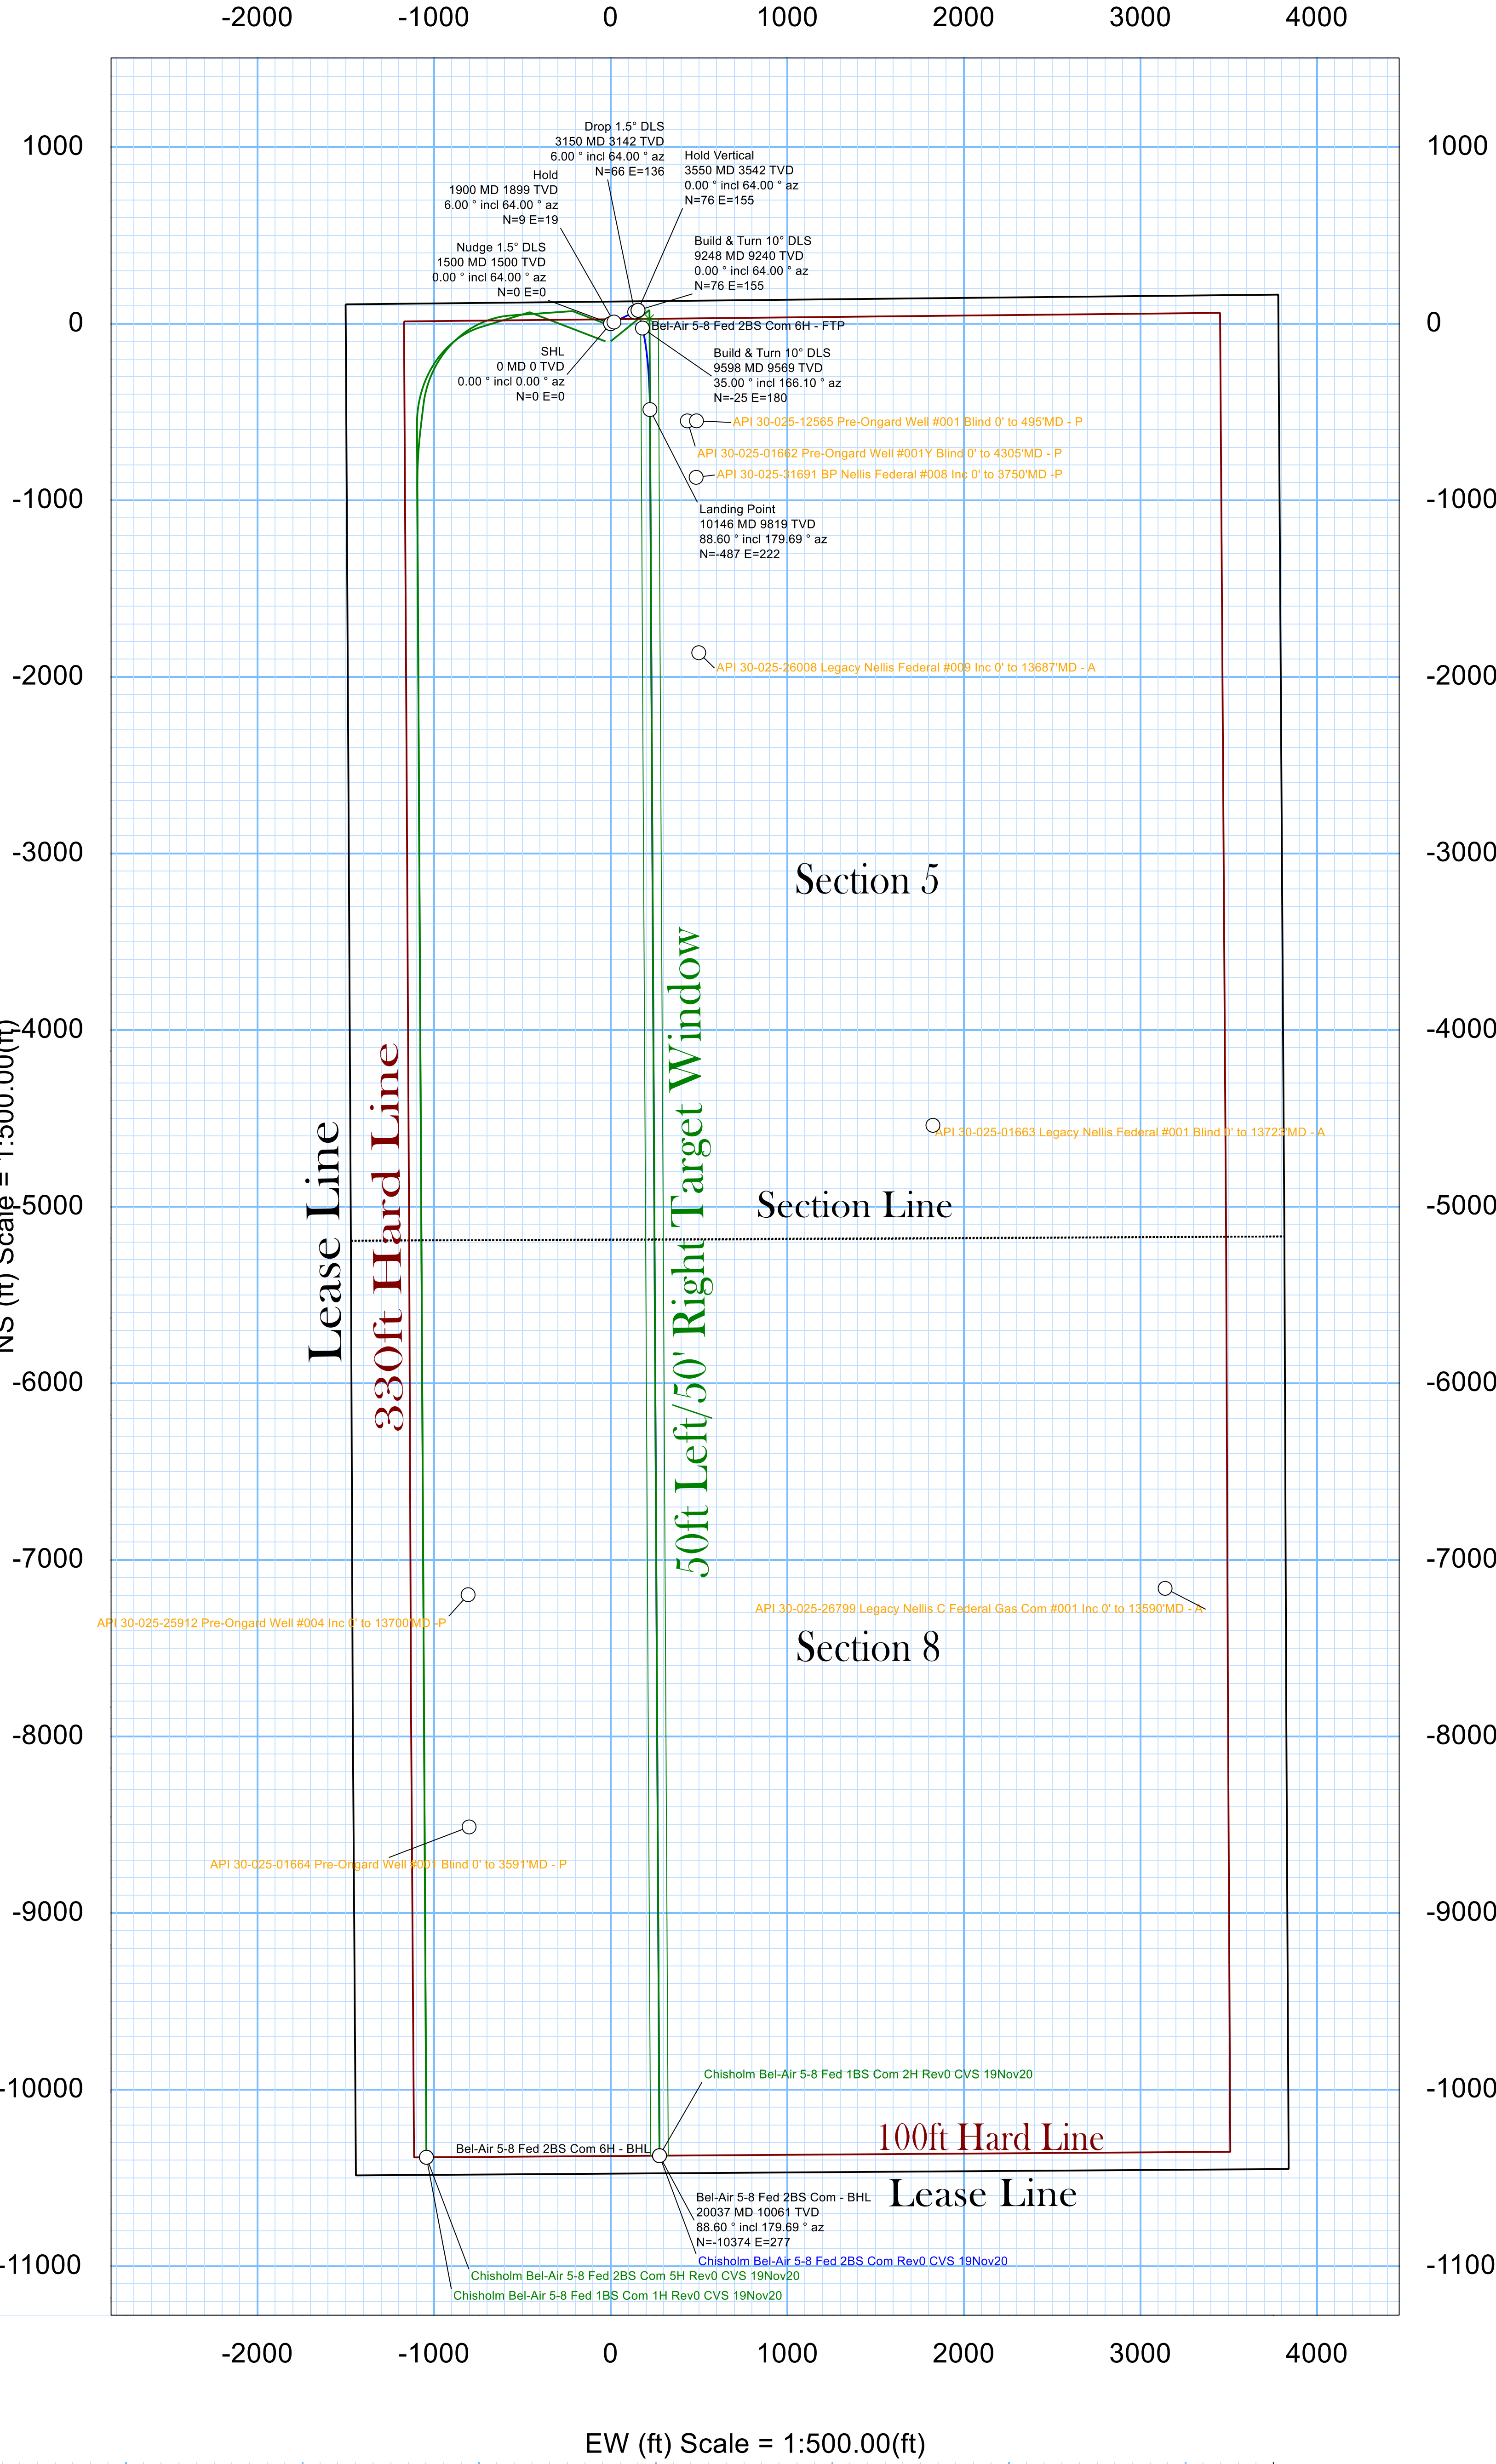 -2000 -1000 0 1000 2000 3000 4000
1000
0
-1000
-2000
-3000
-4000
-5000
-6000
-7000
-8000
-9000
-10000
-11000
NS (ft) Scale = 1:500.00(ft)
Drop 1.5° DLS
3150 MD 3142 TVD
6.00 ° incl 64.00 ° az
N=66 E=136
Hold Vertical
3550 MD 3542 TVD
0.00 ° incl 64.00 ° az
N=76 E=155
Hold
1900 MD 1899 TVD
6.00 ° incl 64.00 ° az
N=9 E=19
Nudge 1.5° DLS
1500 MD 1500 TVD
0.00 ° incl 64.00 ° az
N=0 E=0
Build & Turn 10° DLS
9248 MD 9240 TVD
0.00 ° incl 64.00 ° az
N=76 E=155
Bel-Air 5-8 Fed 2BS Com 6H - FTP
SHL
0 MD 0 TVD
0.00 ° incl 0.00 ° az
N=0 E=0
Build & Turn 10° DLS
9598 MD 9569 TVD
35.00 ° incl 166.10 ° az
N=-25 E=180
API 30-025-12565 Pre-Ongard Well #001 Blind 0' to 495'MD - P
API 30-025-01662 Pre-Ongard Well #001Y Blind 0' to 4305'MD - P
API 30-025-31691 BP Nellis Federal #008 Inc 0' to 3750'MD -P
Landing Point
10146 MD 9819 TVD
88.60 ° incl 179.69 ° az
N=-487 E=222
API 30-025-26008 Legacy Nellis Federal #009 Inc 0' to 13687'MD - A
Section 5
Lease Line
330ft Hard Line
50ft Left/50' Right Target Window
API 30-025-01663 Legacy Nellis Federal #001 Blind 0' to 13723'MD - A
Section Line
API 30-025-25912 Pre-Ongard Well #004 Inc 0' to 13700'MD -P
API 30-025-26799 Legacy Nellis C Federal Gas Com #001 Inc 0' to 13590'MD - A
Section 8
API 30-025-01664 Pre-Ongard Well #001 Blind 0' to 3591'MD - P
Chisholm Bel-Air 5-8 Fed 1BS Com 2H Rev0 CVS 19Nov20
100ft Hard Line
Bel-Air 5-8 Fed 2BS Com 6H - BHL
Lease Line
Bel-Air 5-8 Fed 2BS Com - BHL
20037 MD 10061 TVD
88.60 ° incl 179.69 ° az
N=-10374 E=277
Chisholm Bel-Air 5-8 Fed 2BS Com Rev0 CVS 19Nov20
Chisholm Bel-Air 5-8 Fed 2BS Com 5H Rev0 CVS 19Nov20
Chisholm Bel-Air 5-8 Fed 1BS Com 1H Rev0 CVS 19Nov20
1000
0
-1000
-2000
-3000
-4000
-5000
-6000
-7000
-8000
-9000
-1000
-1100
-2000 -1000 0 1000 2000 3000 4000
EW (ft) Scale = 1:500.00(ft)